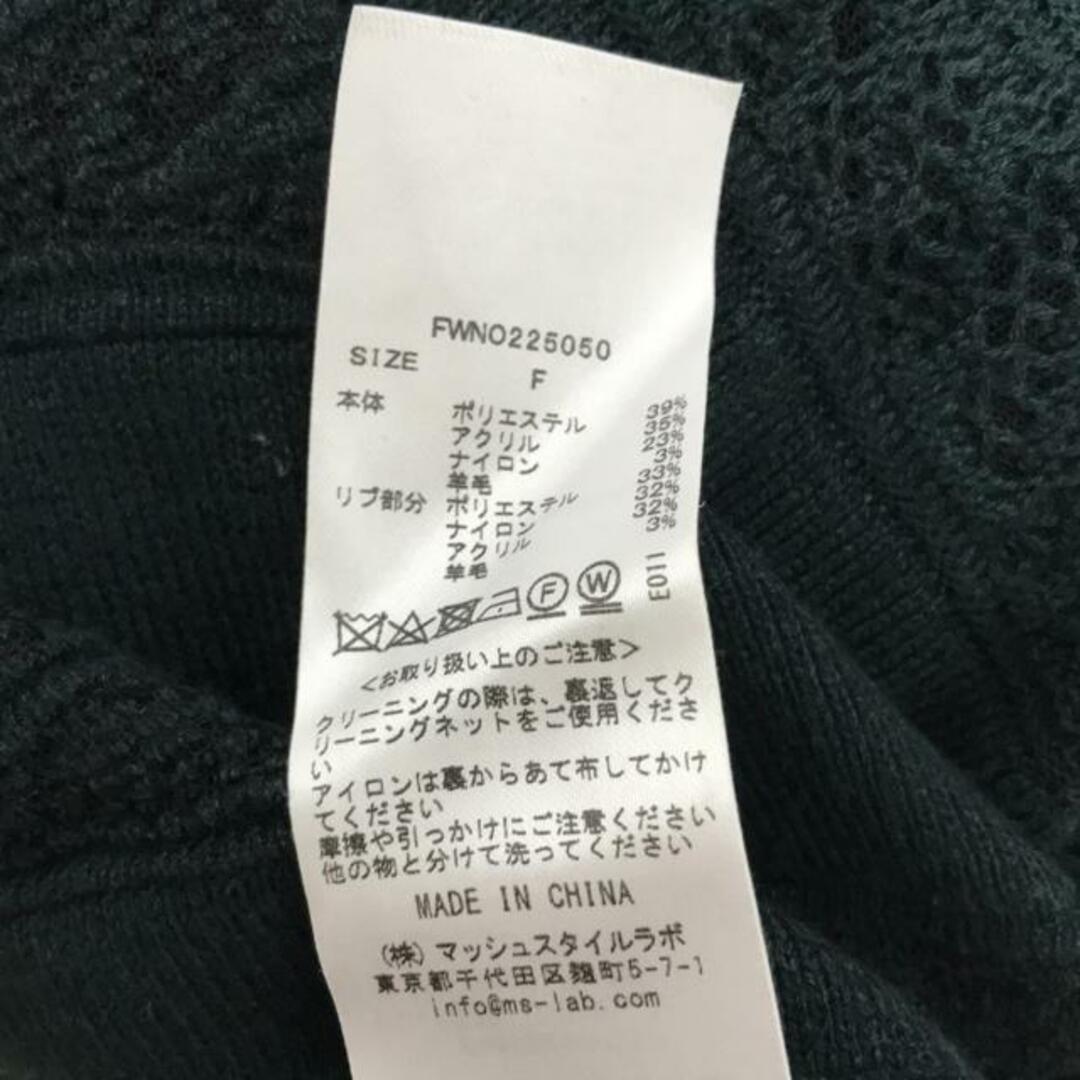 FWNO225050
SIZE F
本体 ポリエステル 39%
アクリル 35%
ナイロン 23%
羊毛 3%
リブ部分 ポリエステル 33%
ナイロン 32%
アクリル 32%
羊毛 3%
F W E011
<お取り扱い上のご注意>
クリーニングの際は、裏返してク
リーニングネットをご使用くださ
い
アイロンは裏からあて布してかけ
てください
摩擦や引っかけにご注意ください
他の物と分けて洗ってください
MADE IN CHINA
(株)マッシュスタイルラボ
東京都千代田区麹町5-7-1
info@ms-lab.com